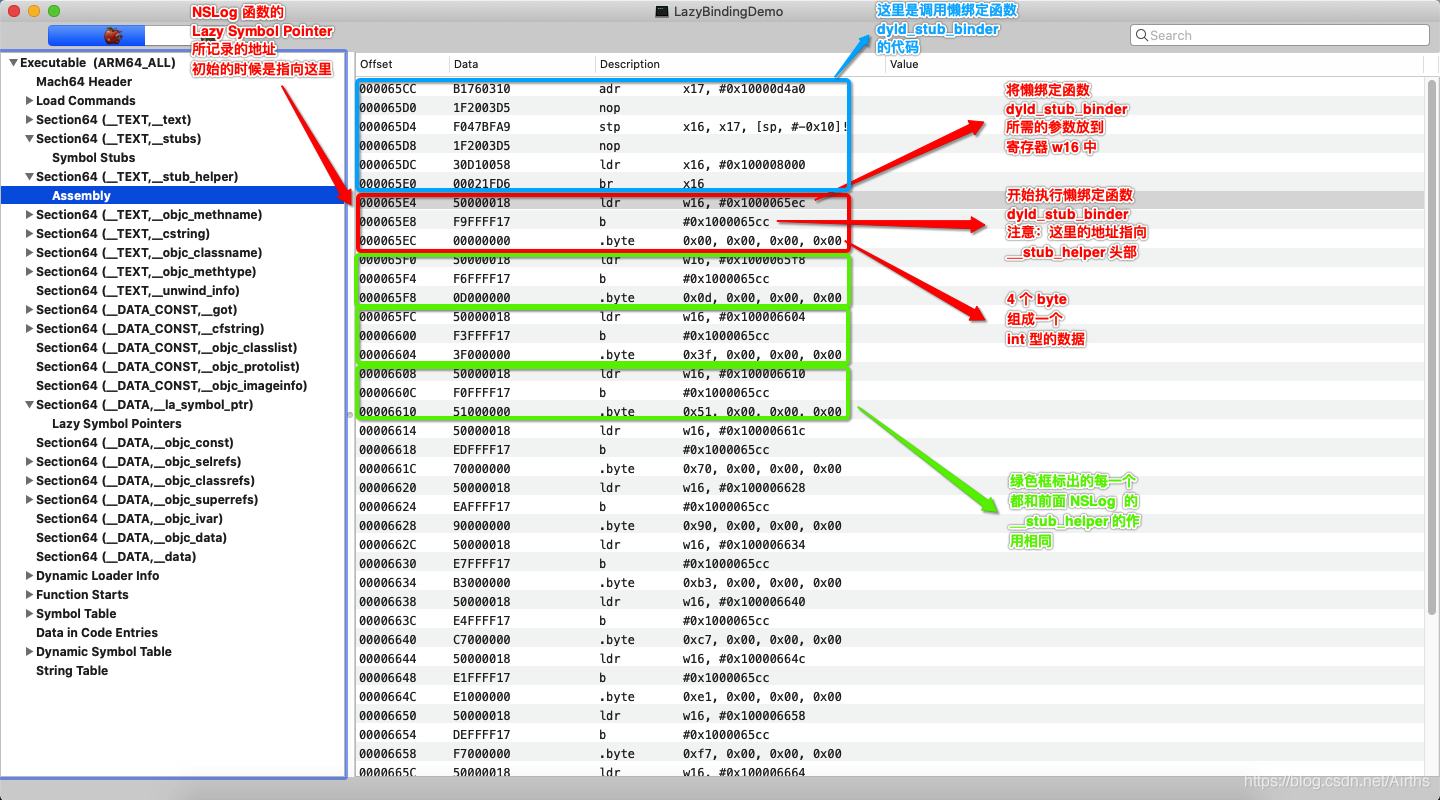 LazyBindingDemo
Search
NSLog 函数的
Lazy Symbol Pointer
所记录的地址
初始的时候是指向这里
这里是调用懒绑定函数
dyld_stub_binder
的代码
Executable (ARM64_ALL)
Mach64 Header
Load Commands
Section64 (__TEXT,__text)
Section64 (__TEXT,__stubs)
Symbol Stubs
Section64 (__TEXT,__stub_helper)
Assembly
Section64 (__TEXT,__objc_methname)
Section64 (__TEXT,__cstring)
Section64 (__TEXT,__objc_classname)
Section64 (__TEXT,__objc_methtype)
Section64 (__TEXT,__unwind_info)
Section64 (__DATA_CONST,__got)
Section64 (__DATA_CONST,__cfstring)
Section64 (__DATA_CONST,__objc_classlist)
Section64 (__DATA_CONST,__objc_protolist)
Section64 (__DATA_CONST,__objc_imageinfo)
Section64 (__DATA,__la_symbol_ptr)
Lazy Symbol Pointers
Section64 (__DATA,__objc_const)
Section64 (__DATA,__objc_selrefs)
Section64 (__DATA,__objc_classrefs)
Section64 (__DATA,__objc_superrefs)
Section64 (__DATA,__objc_ivar)
Section64 (__DATA,__objc_data)
Section64 (__DATA,__data)
Dynamic Loader Info
Function Starts
Symbol Table
Data in Code Entries
Dynamic Symbol Table
String Table
Offset Data Description Value
000065CC B1760310 adr x17, #0x10000d4a0
000065D0 1F2003D5 nop
000065D4 F047BFA9 stp x16, x17, [sp, #-0x10]!
000065D8 1F2003D5 nop
000065DC 30D10058 ldr x16, #0x100008000
000065E0 00021FD6 br x16
000065E4 50000018 ldr w16, #0x1000065ec
000065E8 F9FFFF17 b #0x1000065cc
000065EC 00000000 .byte 0x00, 0x00, 0x00, 0x00
000065F0 50000018 ldr w16, #0x1000065f8
000065F4 F6FFFF17 b #0x1000065cc
000065F8 0D000000 .byte 0x0d, 0x00, 0x00, 0x00
000065FC 50000018 ldr w16, #0x100006604
00006600 F3FFFF17 b #0x1000065cc
00006604 3F000000 .byte 0x3f, 0x00, 0x00, 0x00
00006608 50000018 ldr w16, #0x100006610
0000660C F0FFFF17 b #0x1000065cc
00006610 51000000 .byte 0x51, 0x00, 0x00, 0x00
00006614 50000018 ldr w16, #0x10000661c
00006618 EDFFFF17 b #0x1000065cc
0000661C 70000000 .byte 0x70, 0x00, 0x00, 0x00
00006620 50000018 ldr w16, #0x100006628
00006624 EAFFFF17 b #0x1000065cc
00006628 90000000 .byte 0x90, 0x00, 0x00, 0x00
0000662C 50000018 ldr w16, #0x100006634
00006630 E7FFFF17 b #0x1000065cc
00006634 B3000000 .byte 0xb3, 0x00, 0x00, 0x00
00006638 50000018 ldr w16, #0x100006640
0000663C E4FFFF17 b #0x1000065cc
00006640 C7000000 .byte 0xc7, 0x00, 0x00, 0x00
00006644 50000018 ldr w16, #0x10000664c
00006648 E1FFFF17 b #0x1000065cc
0000664C E1000000 .byte 0xe1, 0x00, 0x00, 0x00
00006650 50000018 ldr w16, #0x100006658
00006654 DEFFFF17 b #0x1000065cc
00006658 F7000000 .byte 0xf7, 0x00, 0x00, 0x00
0000665C 50000018 ldr w16, #0x100006664
将懒绑定函数
dyld_stub_binder
所需的参数放到
寄存器 w16 中
开始执行懒绑定函数
dyld_stub_binder
注意：这里的地址指向
__stub_helper 头部
4 个 byte
组成一个
int 型的数据
绿色框标出的每一个
都和前面 NSLog 的
__stub_helper 的作
用相同
https://blog.csdn.net/Airths